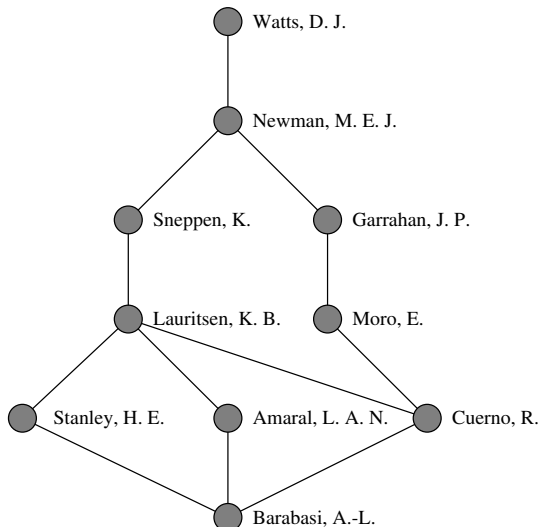 Watts, D. J.
Newman, M. E. J.
Sneppen, K.
Garrahan, J. P.
Lauritsen, K. B.
Moro, E.
Stanley, H. E.
Amaral, L. A. N.
Cuerno, R.
Barabasi, A.-L.